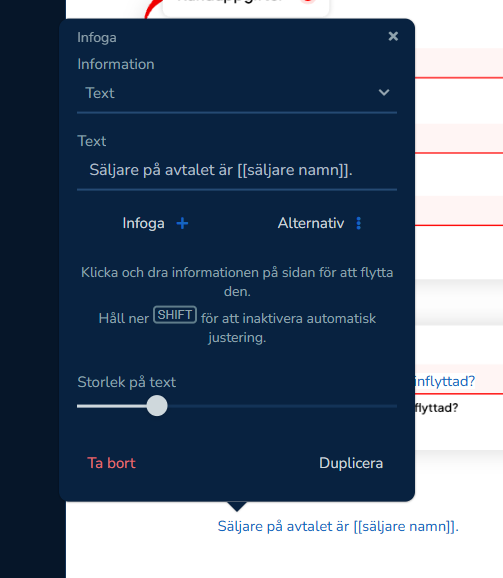 Infoga
Information
Text
Text
Säljare på avtalet är [[säljare namn]].
Infoga +
Alternativ
Klicka och dra informationen på sidan för att flytta
den.
Håll ner SHIFT för att inaktivera automatisk
justering.
Storlek på text
inflyttad?
flyttad?
Ta bort
Duplicera
Säljare på avtalet är [[säljare namn]].